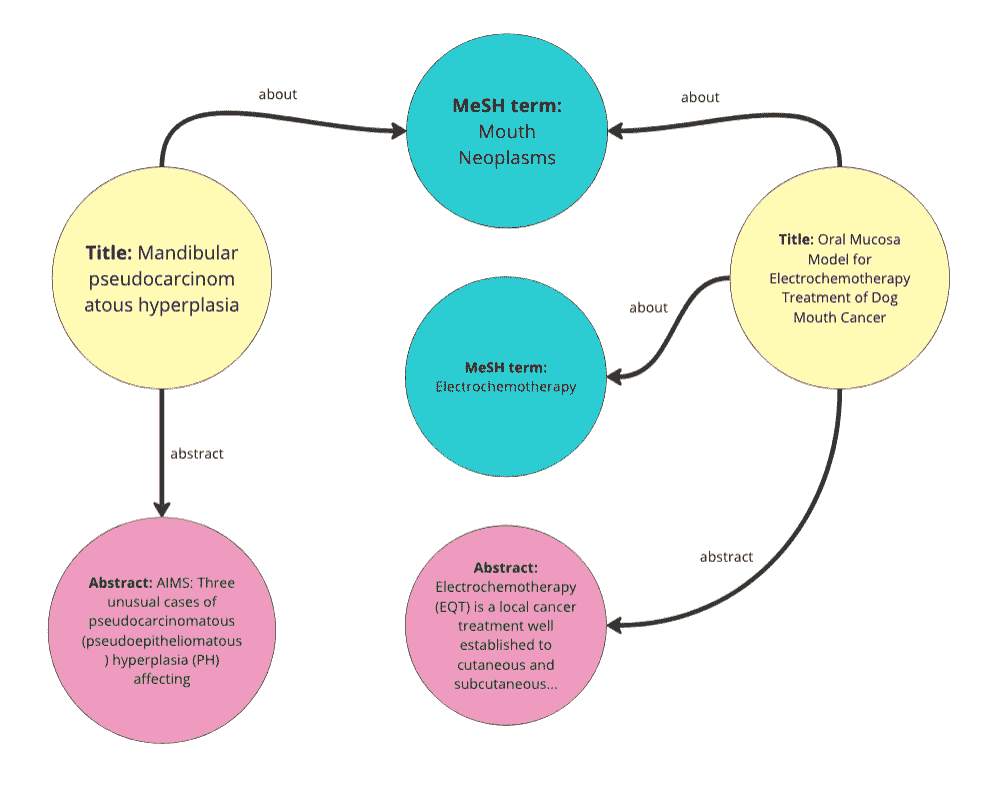 about
about
MeSH term:
Mouth
Neoplasms
Title: Mandibular
pseudocarcinom
atous hyperplasia
Title: Oral Mucosa
Model for
Electrochemotherapy
Treatment of Dog
Mouth Cancer
about
MeSH term:
Electrochemotherapy
abstract
abstract
Abstract: AIMS: Three
unusual cases of
pseudocarcinomatous
(pseudoepitheliomatous
) hyperplasia (PH)
affecting
Abstract:
Electrochemotherapy
(EQT) is a local cancer
treatment well
established to
cutaneous and
subcutaneous...